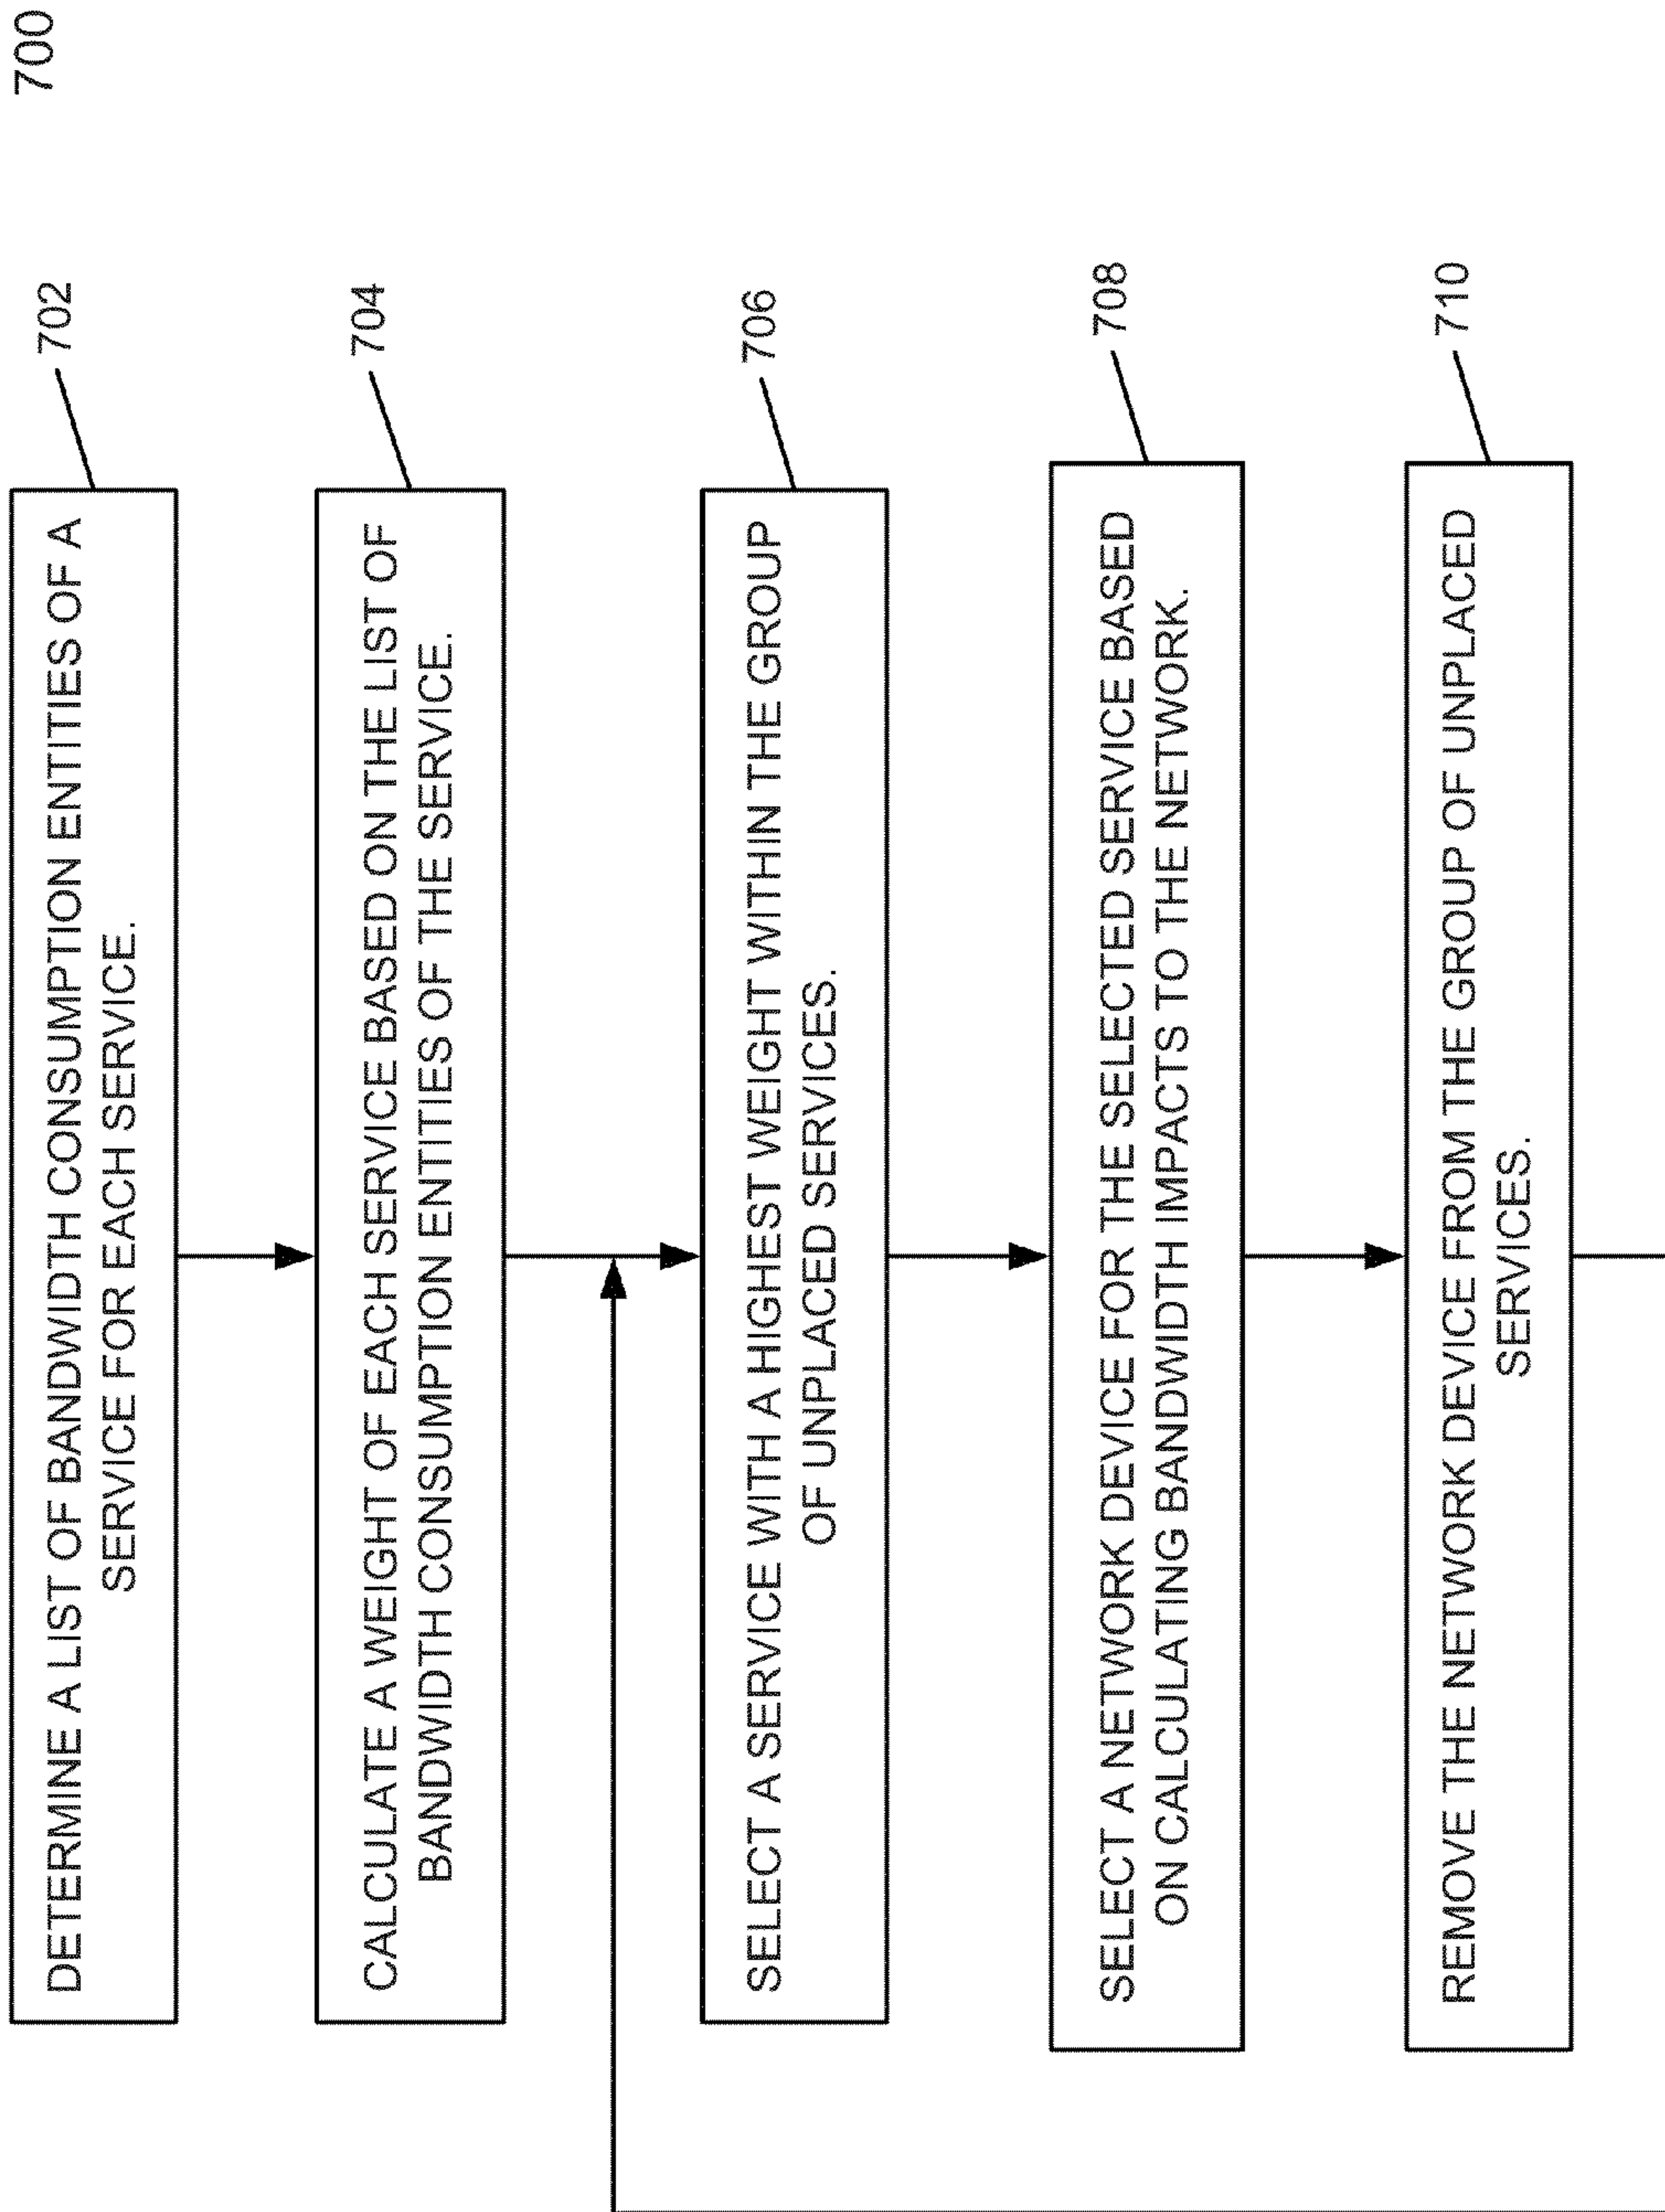 700
702
DETERMINE A LIST OF BANDWIDTH CONSUMPTION ENTITIES OF A
SERVICE FOR EACH SERVICE.
704
CALCULATE A WEIGHT OF EACH SERVICE BASED ON THE LIST OF
BANDWIDTH CONSUMPTION ENTITIES OF THE SERVICE.
706
SELECT A SERVICE WITH A HIGHEST WEIGHT WITHIN THE GROUP
OF UNPLACED SERVICES.
708
SELECT A NETWORK DEVICE FOR THE SELECTED SERVICE BASED
ON CALCULATING BANDWIDTH IMPACTS TO THE NETWORK.
710
REMOVE THE NETWORK DEVICE FROM THE GROUP OF UNPLACED
SERVICES.